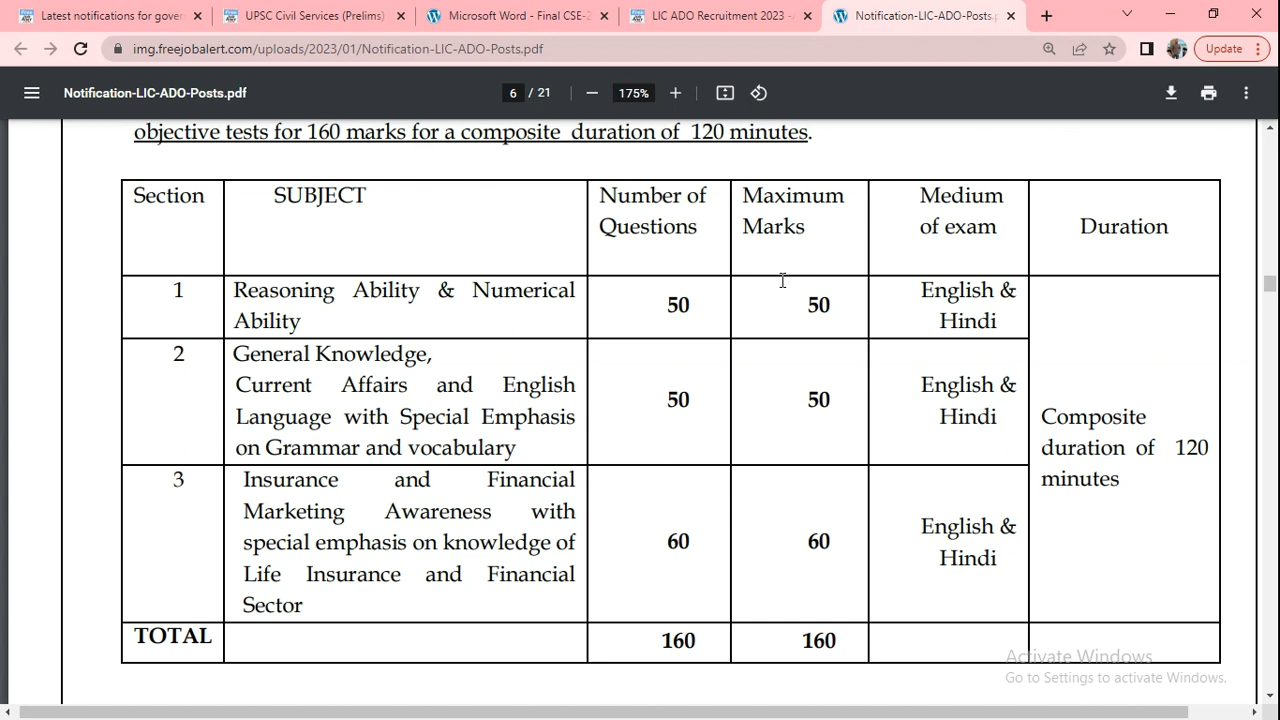 Latest notifications for gover
UPSC Civil Services (Prelims)
Microsoft Word - Final CSE-2
LIC ADO Recruitment 2023 -
Notification-LIC-ADO-Posts.p
img.freejobalert.com/uploads/2023/01/Notification-LIC-ADO-Posts.pdf
Update
Notification-LIC-ADO-Posts.pdf
6 / 21
175%
objective tests for 160 marks for a composite duration of 120 minutes.
Section SUBJECT Number of Questions Maximum Marks Medium of exam Duration
1 Reasoning Ability & Numerical Ability 50 50 English & Hindi
2 General Knowledge,
Current Affairs and English
Language with Special Emphasis
on Grammar and vocabulary
50 50 English & Hindi
Composite
duration of 120
minutes
3 Insurance and Financial
Marketing Awareness with
special emphasis on knowledge of
Life Insurance and Financial
Sector
60 60 English & Hindi
TOTAL 160 160
Activate Windows
Go to Settings to activate Windows.